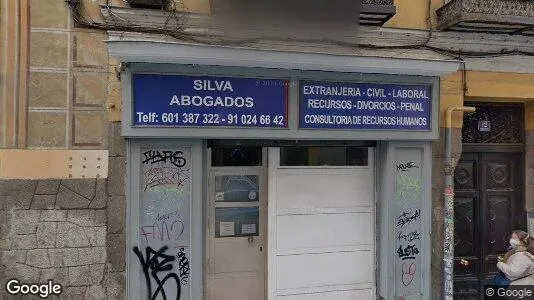 SILVA
ABOGADOS
Telf: 601 387 322 - 91 024 66 42
EXTRANJERIA - CIVIL - LABORAL
RECURSOS - DIVORCIOS - PENAL
CONSULTORIA DE RECURSOS HUMANOS
12
Google
© Google